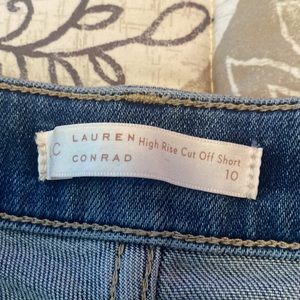 C LAUREN High Rise Cut Off Short
CONRAD 10